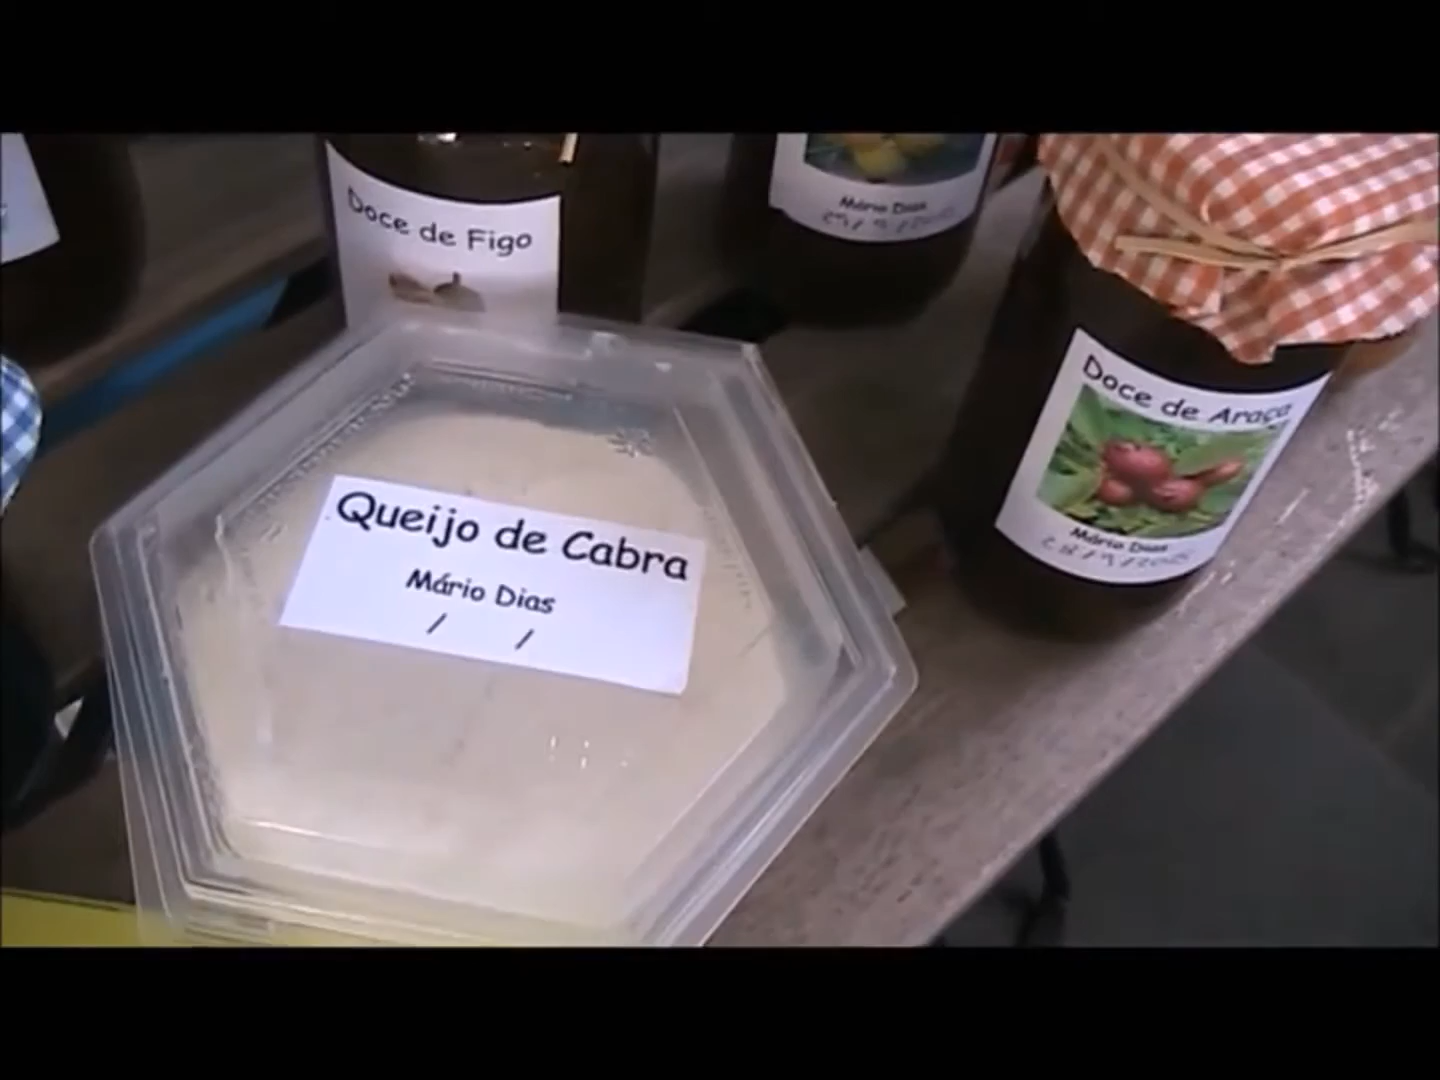 Doce de Figo
Mário Dias
Doce de Araçá
Mário Dias
Queijo de Cabra
Mário Dias
/ /